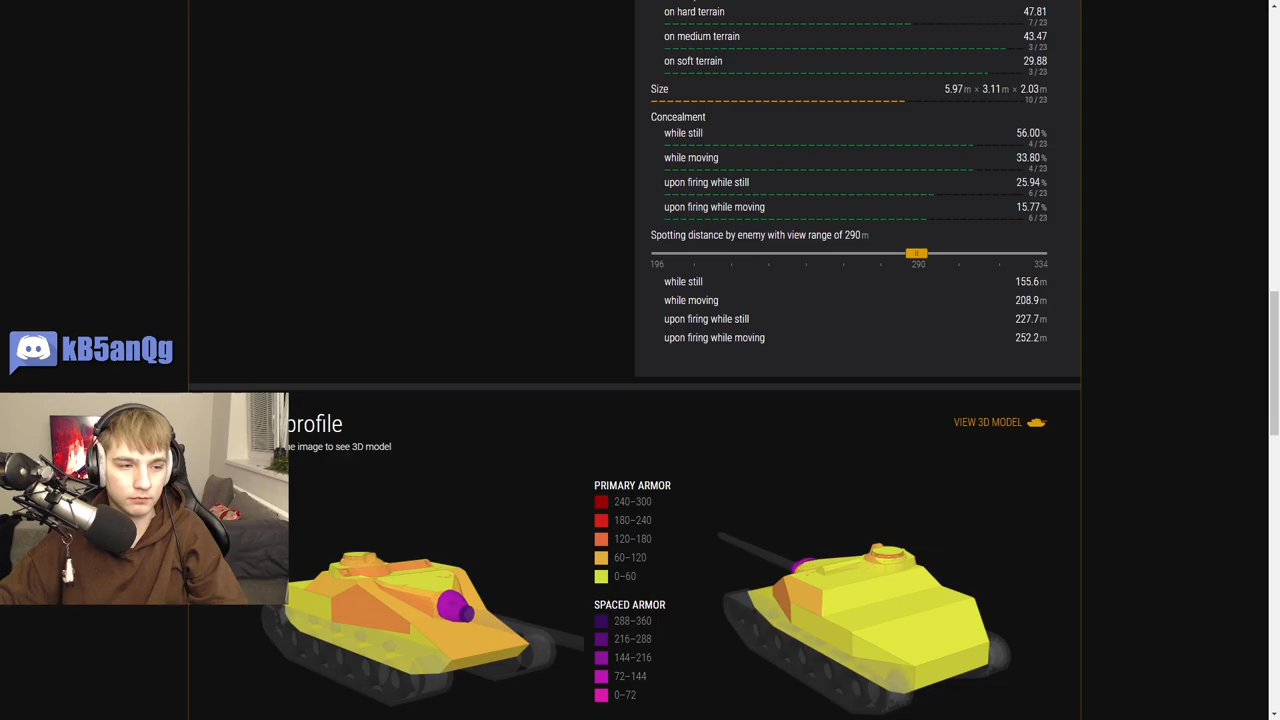 on hard terrain 47.81
7 / 23
on medium terrain 43.47
3 / 23
on soft terrain 29.88
3 / 23
Size 5.97 m × 3.11 m × 2.03 m
10 / 23
Concealment
while still 56.00 %
4 / 23
while moving 33.80 %
4 / 23
upon firing while still 25.94 %
6 / 23
upon firing while moving 15.77 %
6 / 23
Spotting distance by enemy with view range of 290 m
196 290 334
while still 155.6 m
while moving 208.9 m
upon firing while still 227.7 m
upon firing while moving 252.2 m
kB5anQg
profile
VIEW 3D MODEL
image to see 3D model
PRIMARY ARMOR
240–300
180–240
120–180
60–120
0–60
SPACED ARMOR
288–360
216–288
144–216
72–144
0–72